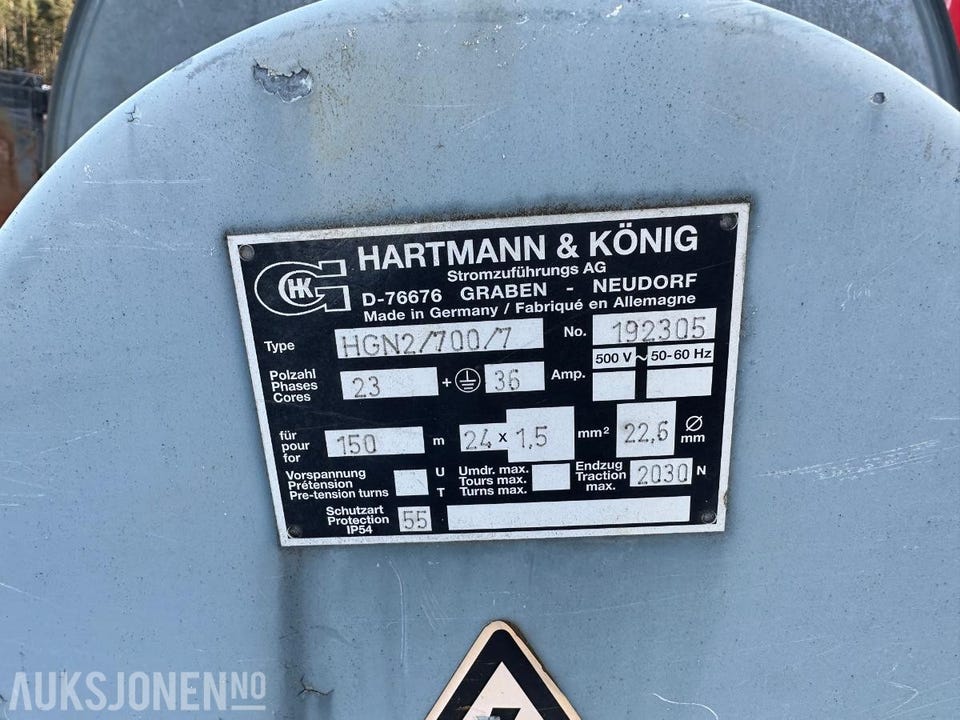 HARTMANN & KÖNIG
Stromzuführungs AG
D-76676 GRABEN - NEUDORF
Made in Germany / Fabriqué en Allemagne
HK G
Type HGN2/700/7 No. 192305
500 V ~ 50-60 Hz
Polzahl
Phases
Cores
23 + 36 Amp.
für
pour
for
150 m 24 x 1,5 mm² 22,6 Ø mm
Vorspannung
Prétension
Pre-tension turns
U
T
Umdr. max.
Tours max.
Turns max.
Endzug
Traction
max.
2030 N
Schutzart
Protection
IP54
55
AUKSJONEN.NO